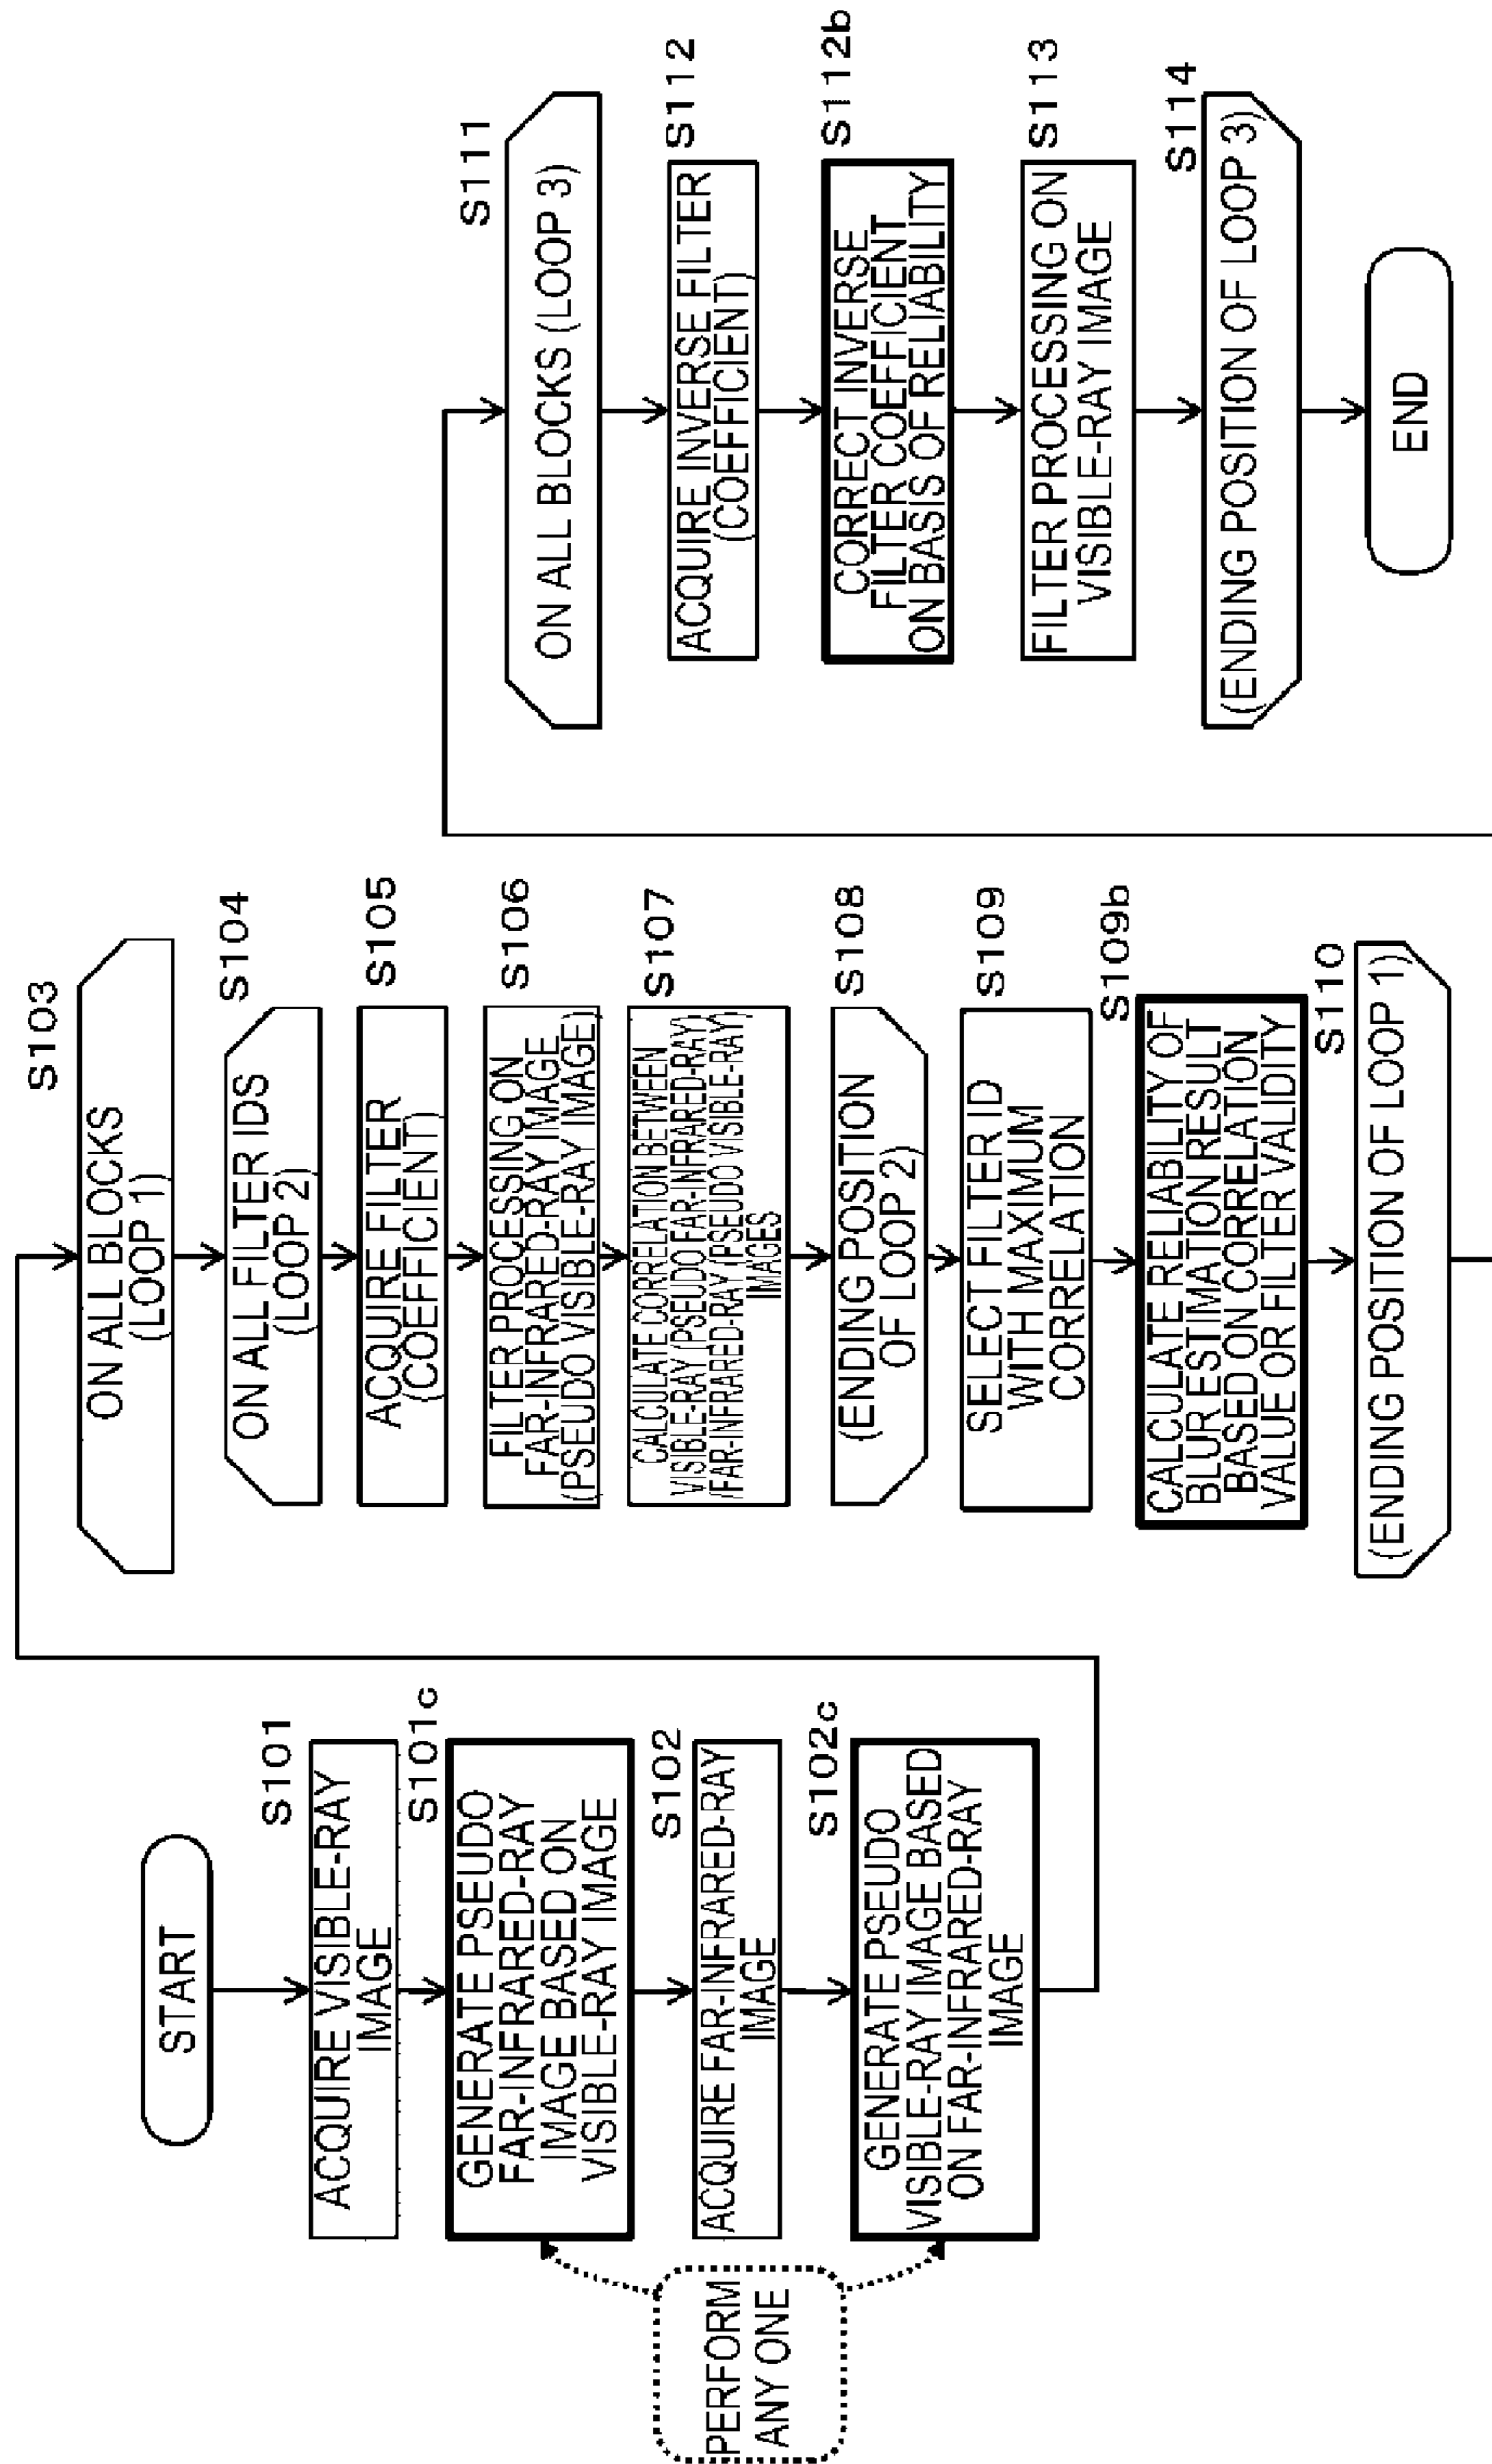 START
S101
ACQUIRE VISIBLE-RAY
IMAGE
S101c
GENERATE PSEUDO
FAR-INFRARED-RAY
IMAGE BASED ON
VISIBLE-RAY IMAGE
S102
ACQUIRE FAR-INFRARED-RAY
IMAGE
S102c
GENERATE PSEUDO
VISIBLE-RAY IMAGE BASED
ON FAR-INFRARED-RAY
IMAGE
PERFORM
ANY ONE
S103
ON ALL BLOCKS
(LOOP 1)
S104
ON ALL FILTER IDS
(LOOP 2)
S105
ACQUIRE FILTER
(COEFFICIENT)
S106
FILTER PROCESSING ON
FAR-INFRARED-RAY IMAGE
(PSEUDO VISIBLE-RAY IMAGE)
S107
CALCULATE CORRELATION BETWEEN
VISIBLE-RAY (PSEUDO FAR-INFRARED-RAY)
/FAR-INFRARED-RAY (PSEUDO VISIBLE-RAY)
IMAGES
S108
(ENDING POSITION
OF LOOP 2)
S109
SELECT FILTER ID
WITH MAXIMUM
CORRELATION
S109b
CALCULATE RELIABILITY OF
BLUR ESTIMATION RESULT
BASED ON CORRELATION
VALUE OR FILTER VALIDITY
S110
(ENDING POSITION OF LOOP 1)
S111
ON ALL BLOCKS (LOOP 3)
S112
ACQUIRE INVERSE FILTER
(COEFFICIENT)
S112b
CORRECT INVERSE
FILTER COEFFICIENT
ON BASIS OF RELIABILITY
S113
FILTER PROCESSING ON
VISIBLE-RAY IMAGE
S114
(ENDING POSITION OF LOOP 3)
END